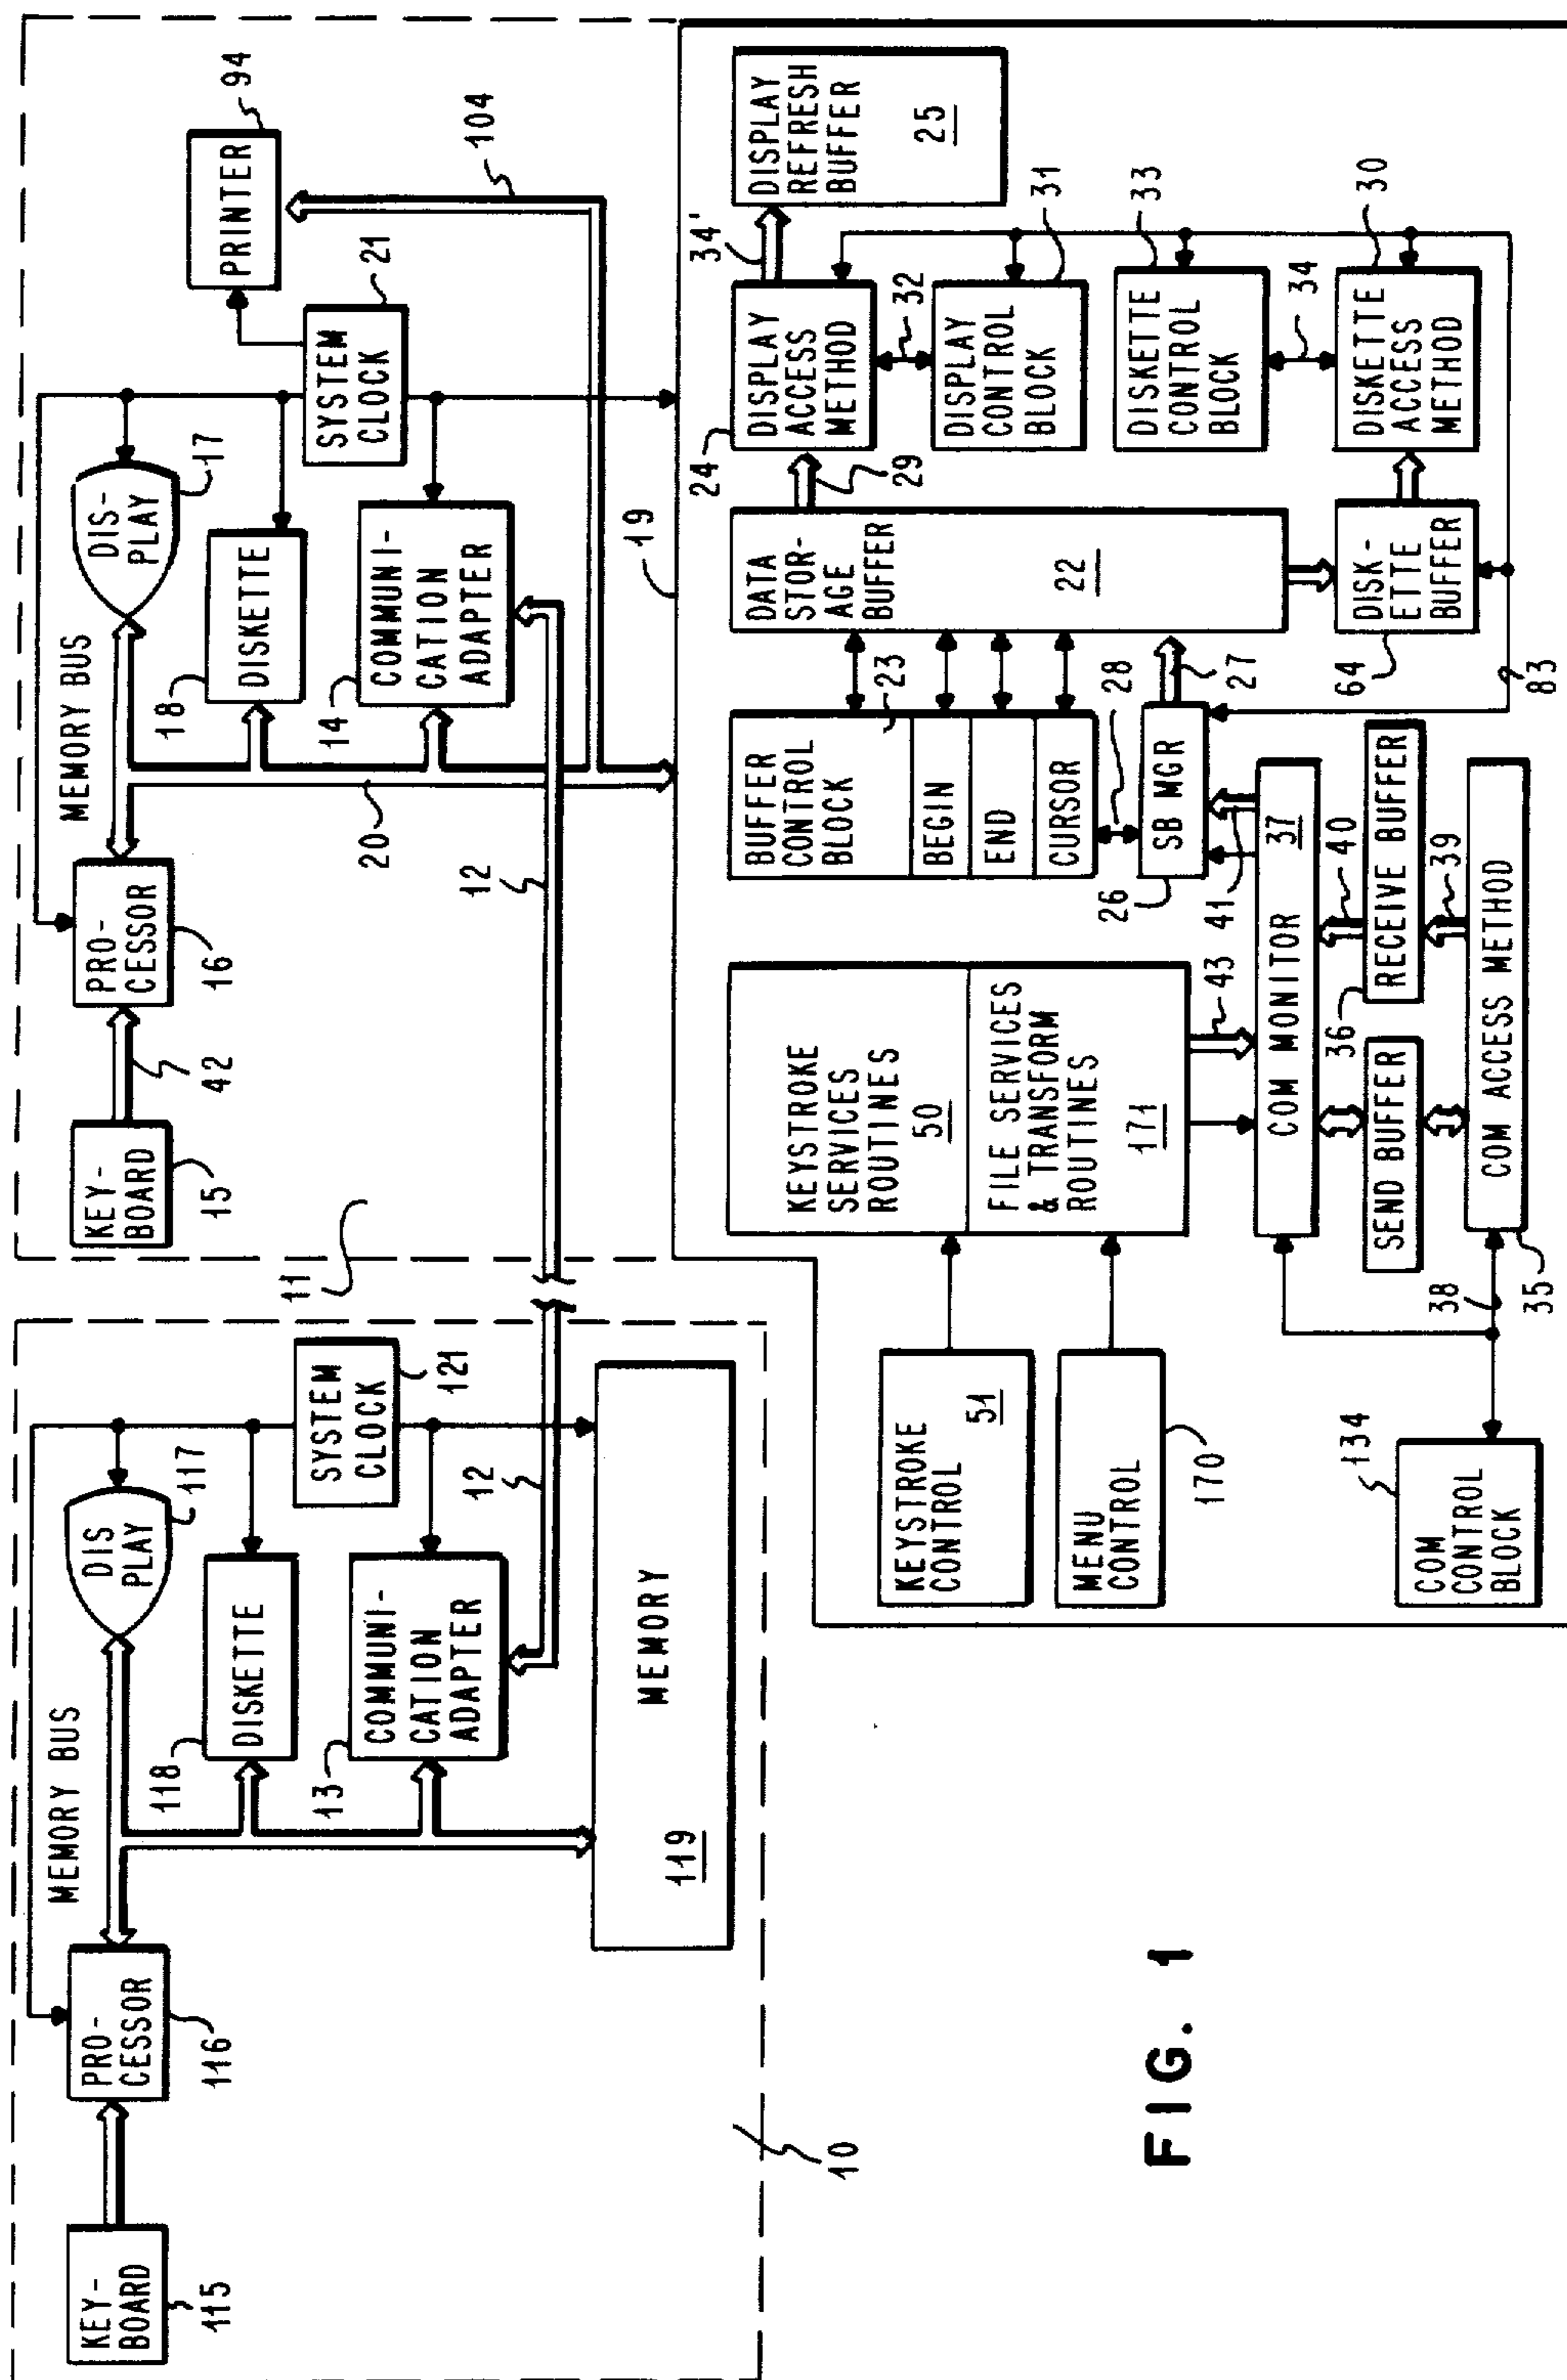 KEY-
BOARD
115
PRO-
CESSOR
116
MEMORY BUS
DIS
PLAY
117
118
DISKETTE
SYSTEM
CLOCK
121
13
COMMUNI-
CATION
ADAPTER
12
MEMORY
119
10
11
KEY-
BOARD
15
42
PRO-
CESSOR
16
MEMORY BUS
20
DIS-
PLAY
17
18
DISKETTE
14
COMMUNI-
CATION
ADAPTER
SYSTEM
CLOCK
21
PRINTER
94
104
12
19
KEYSTROKE
CONTROL
51
MENU
CONTROL
170
134
COM
CONTROL
BLOCK
KEYSTROKE
SERVICES
ROUTINES
50
FILE SERVICES
& TRANSFORM
ROUTINES
171
43
COM MONITOR
37
SEND BUFFER
36
RECEIVE BUFFER
40
39
COM ACCESS METHOD
38
35
BUFFER
CONTROL
BLOCK
23
BEGIN
END
CURSOR
28
26
SB MGR
41
27
DATA
STOR-
AGE
BUFFER
22
29
64
DISK-
ETTE
BUFFER
83
24
DISPLAY
ACCESS
METHOD
34'
32
DISPLAY
CONTROL
BLOCK
31
DISKETTE
CONTROL
BLOCK
33
34
DISKETTE
ACCESS
METHOD
30
DISPLAY
REFRESH
BUFFER
25
FIG. 1